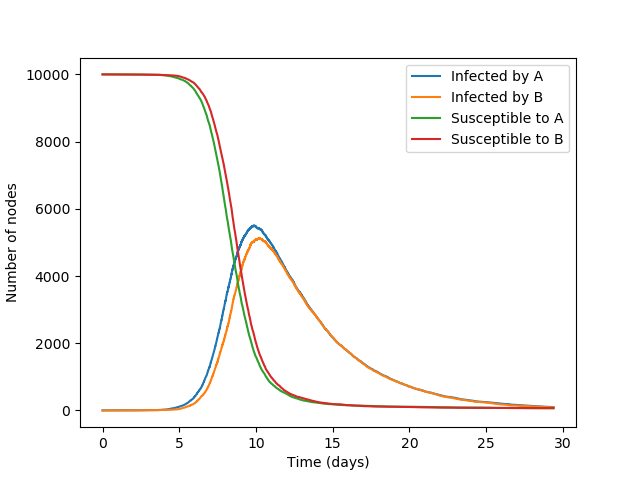 10000
8000
6000
4000
2000
0
Number of nodes
Infected by A
Infected by B
Susceptible to A
Susceptible to B
0 5 10 15 20 25 30
Time (days)